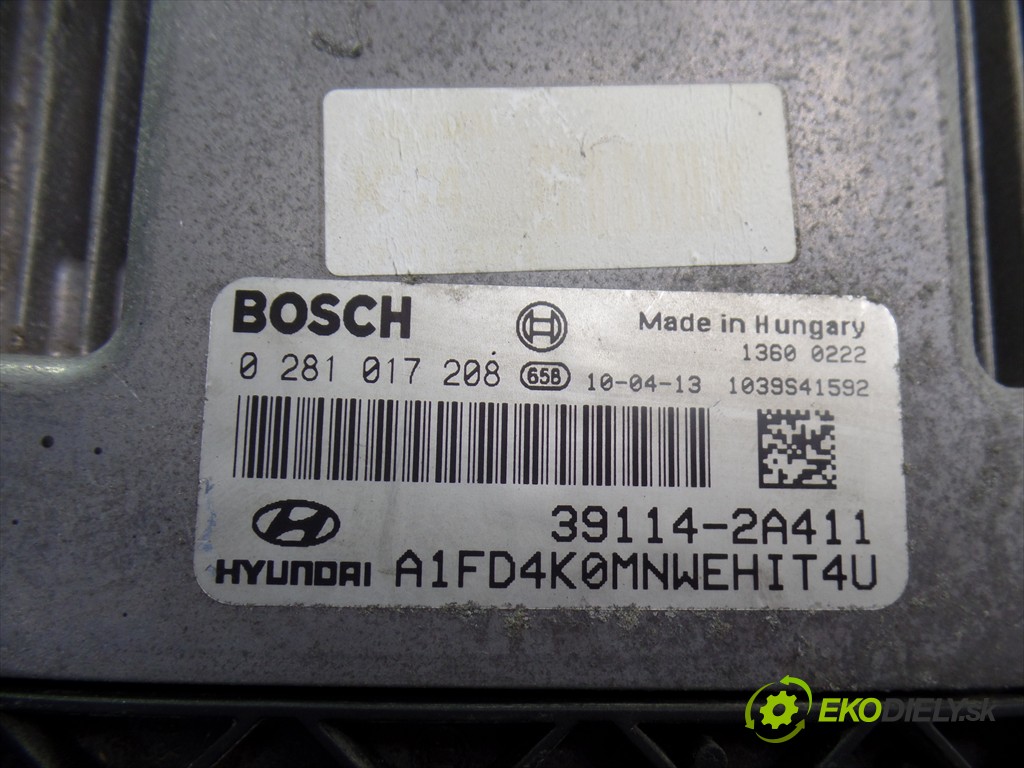 BOSCH
Made in Hungary
1360 0222
0 281 017 208 65B 10-04-13 1039S41592
39114-2A411
HYUNDAI A1FD4K0MNWEHIT4U
EKODIELY.SK